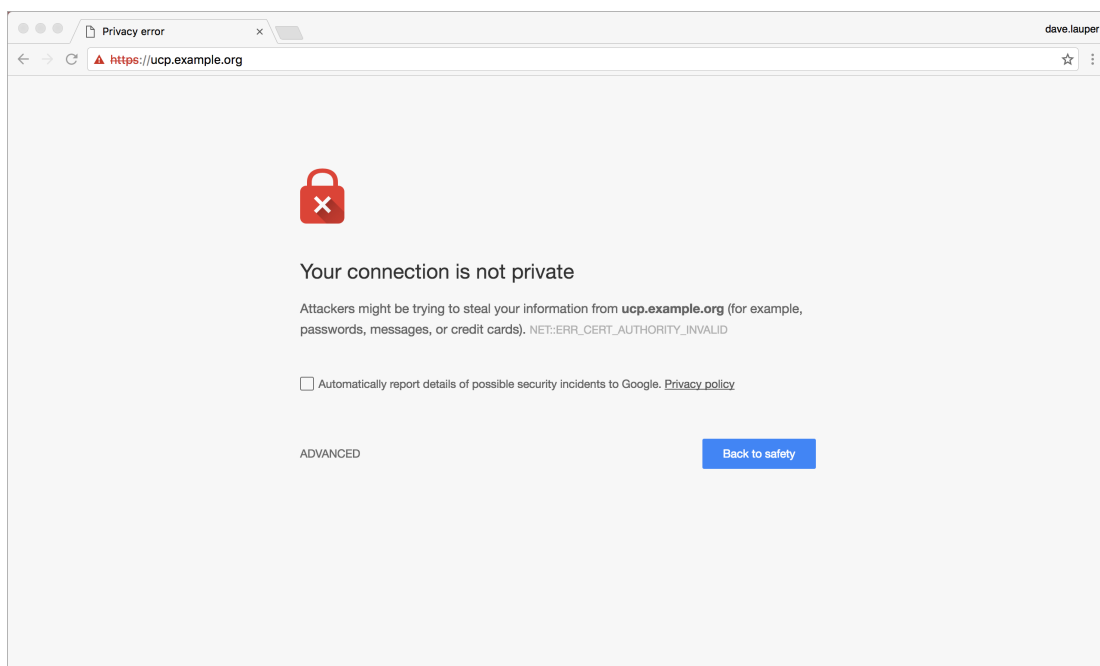 Privacy error
dave.lauper
https://ucp.example.org
Your connection is not private
Attackers might be trying to steal your information from ucp.example.org (for example,
passwords, messages, or credit cards). NET::ERR_CERT_AUTHORITY_INVALID
Automatically report details of possible security incidents to Google. Privacy policy
ADVANCED
Back to safety